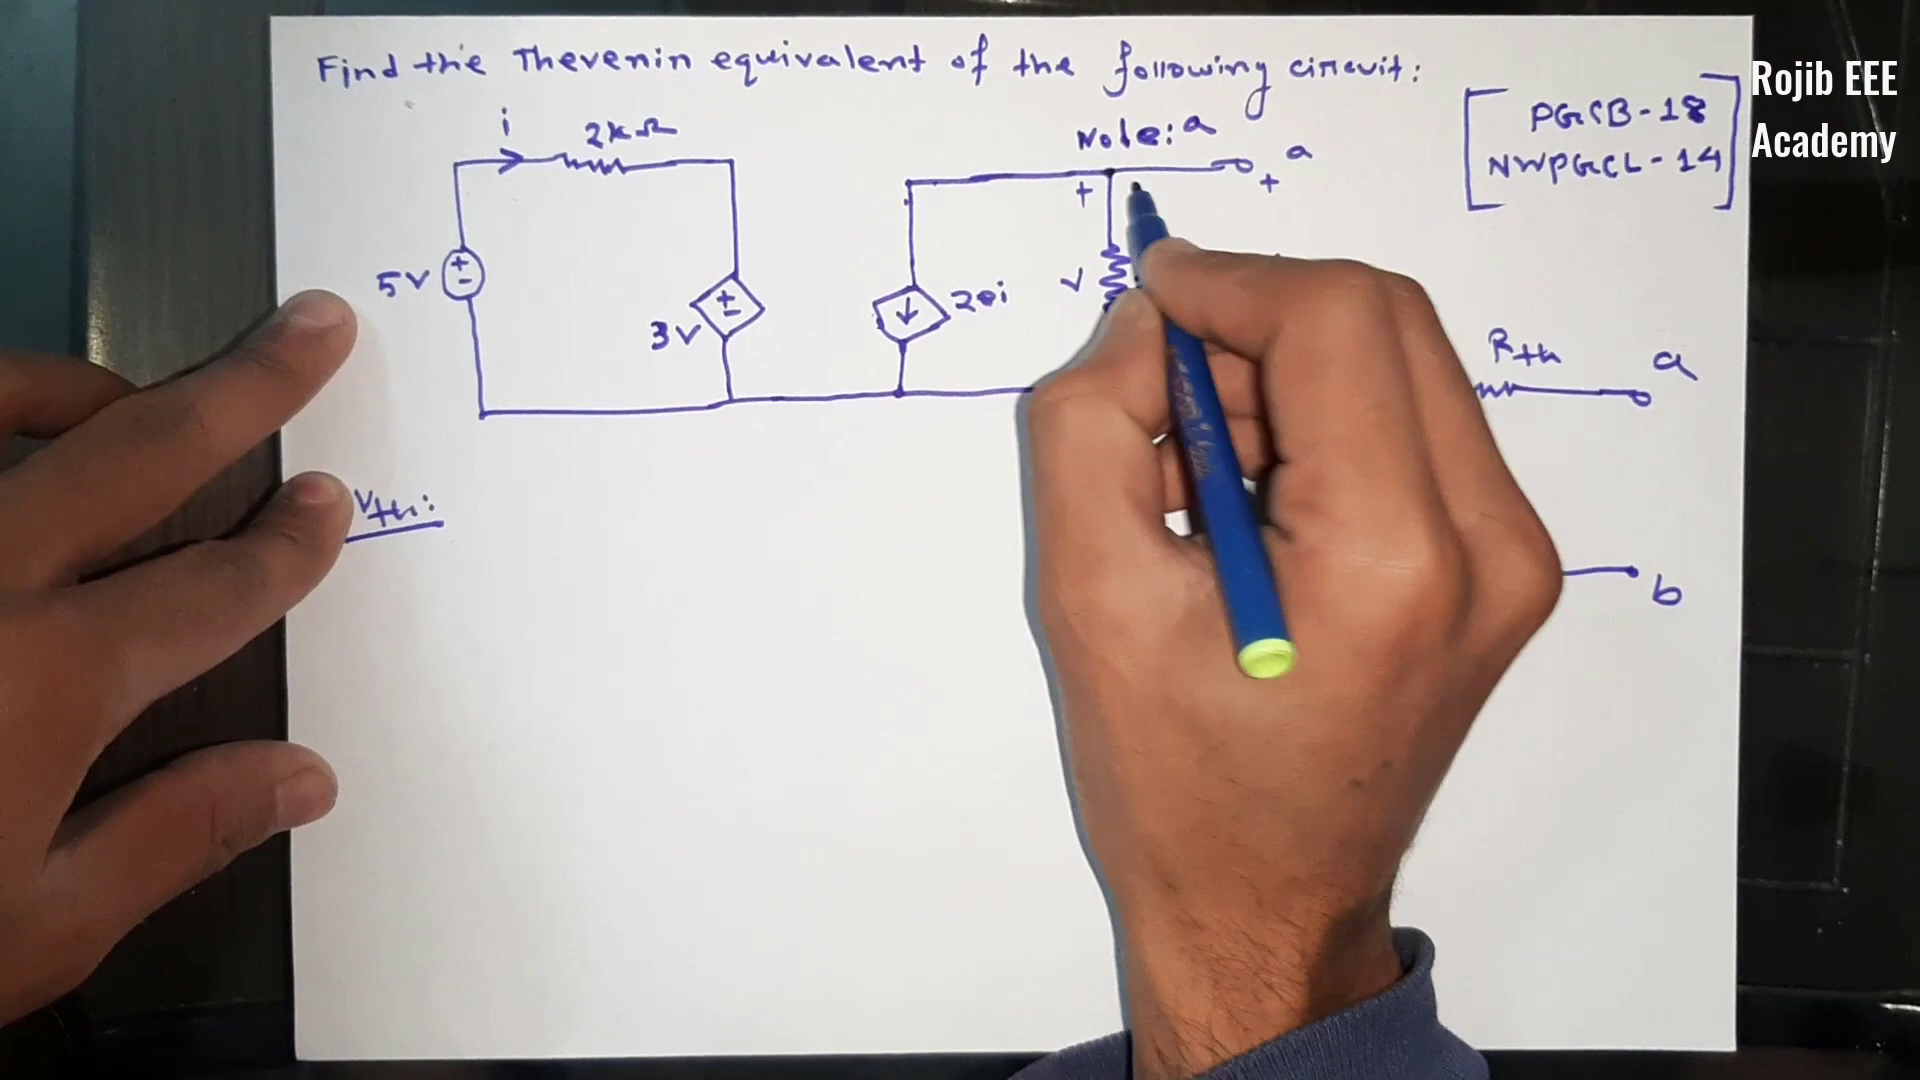 Find the Thevenin equivalent of the following circuit:
Rojib EEE
Academy
[PGCB-18
NWPGCL-14]
i
2kΩ
Node: a
a
+
+
5v
+
-
+
-
3v
20i
v
Rth
a
Vth:
b